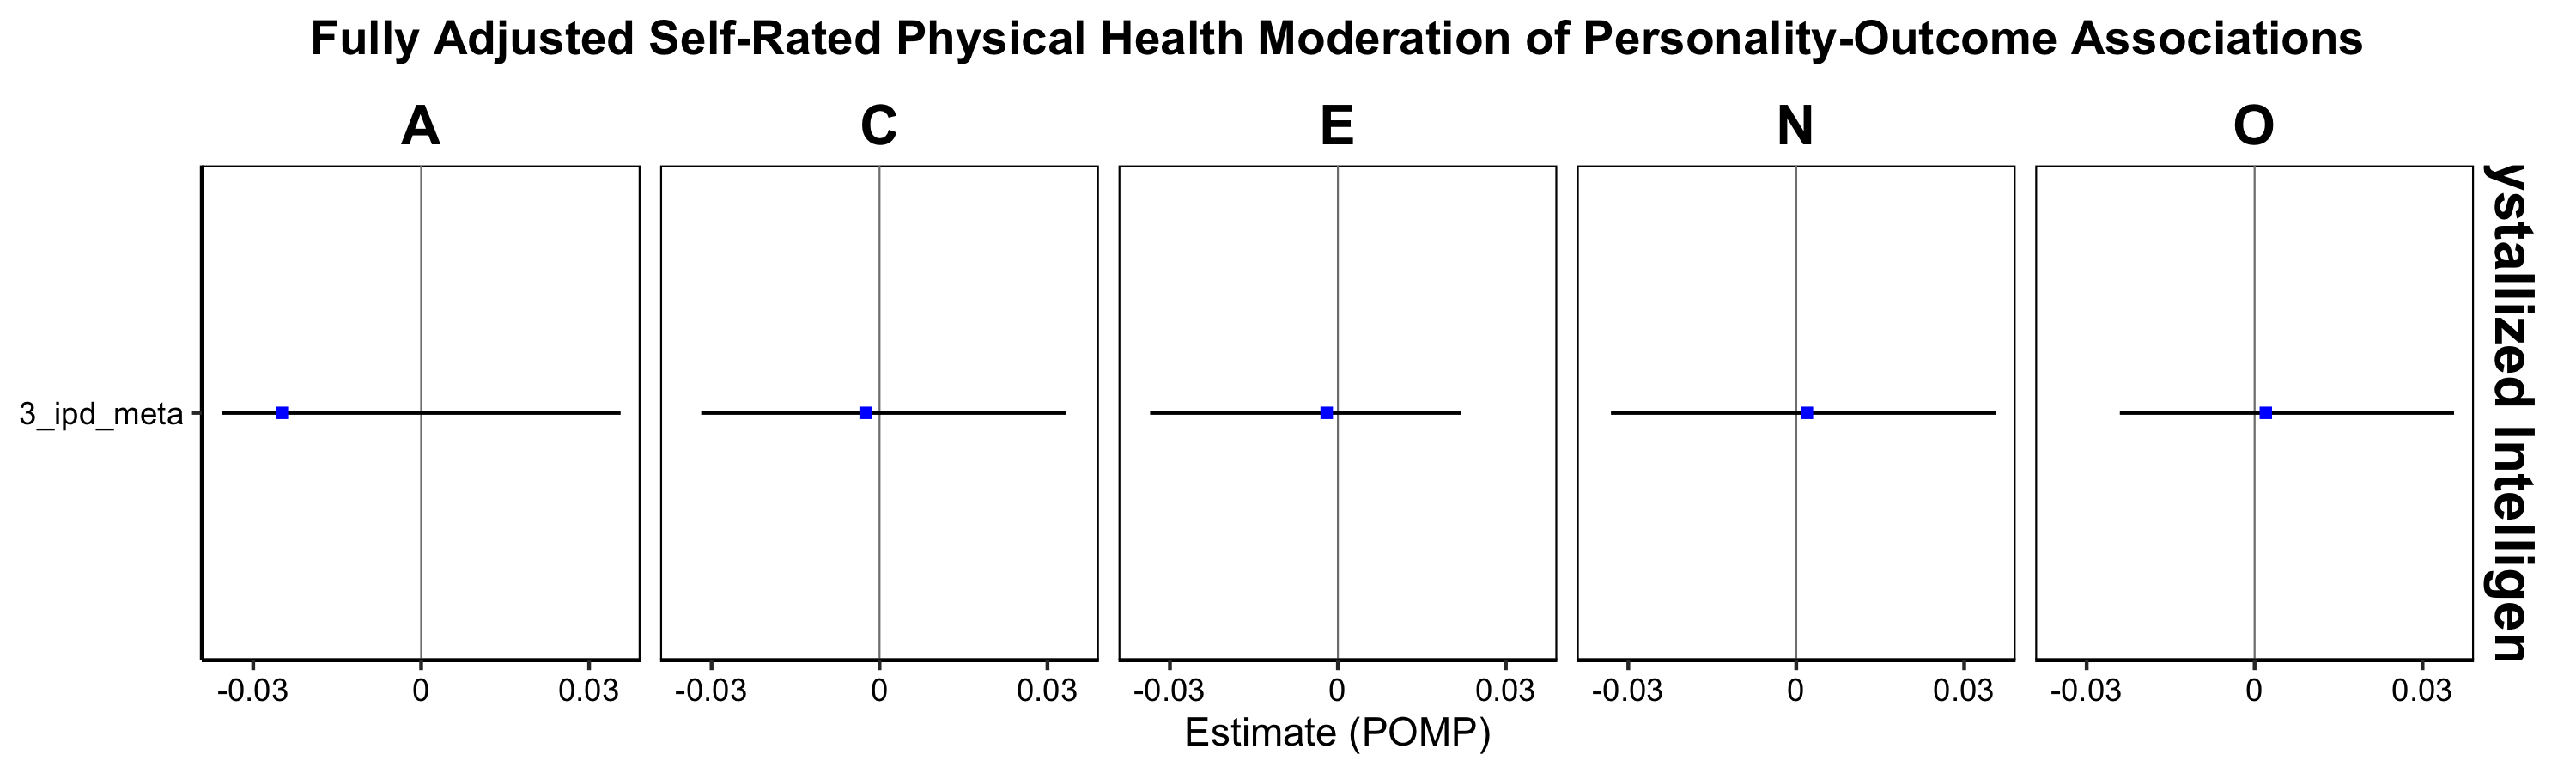 Fully Adjusted Self-Rated Physical Health Moderation of Personality-Outcome Associations
A C E N O
ystallized Intelligen
3_ipd_meta
-0.03 0 0.03 -0.03 0 0.03 -0.03 0 0.03 -0.03 0 0.03 -0.03 0 0.03
Estimate (POMP)